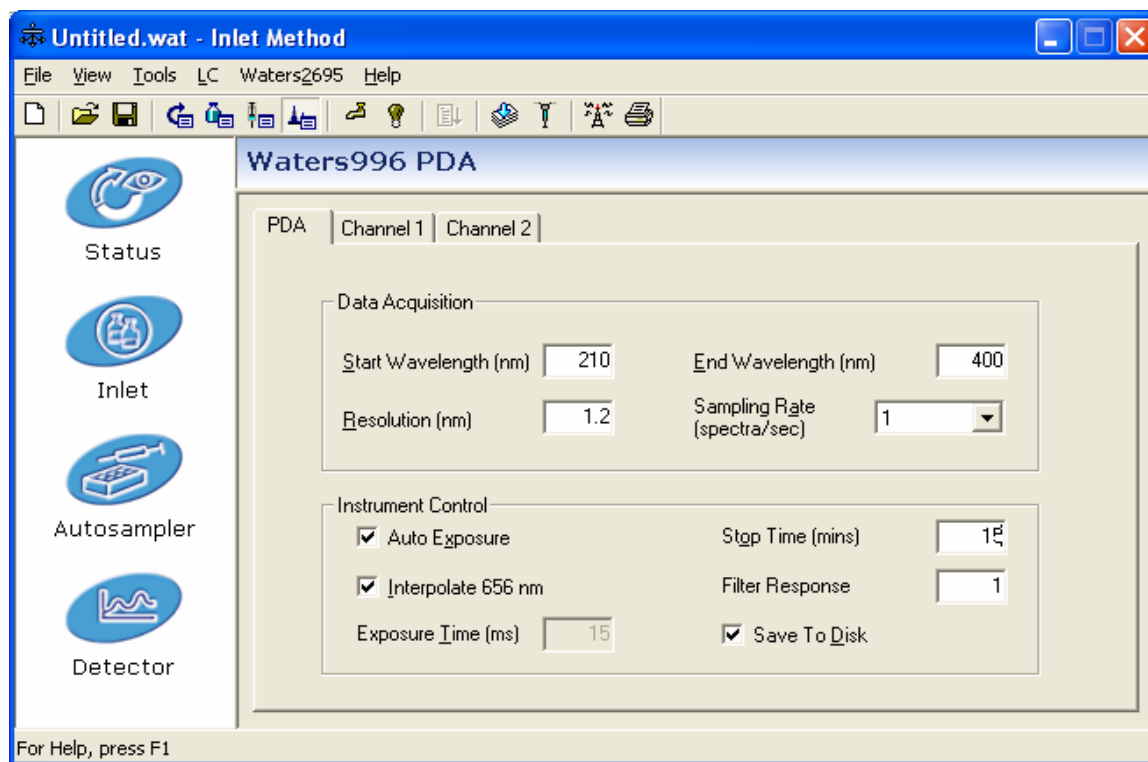 Untitled.wat - Inlet Method
File View Tools LC Waters2695 Help
Waters996 PDA
Status
Inlet
Autosampler
Detector
PDA Channel 1 Channel 2
Data Acquisition
Start Wavelength (nm) 210 End Wavelength (nm) 400
Resolution (nm) 1.2 Sampling Rate
(spectra/sec) 1
Instrument Control
Auto Exposure Stop Time (mins) 15
Interpolate 656 nm Filter Response 1
Exposure Time (ms) 15 Save To Disk
For Help, press F1